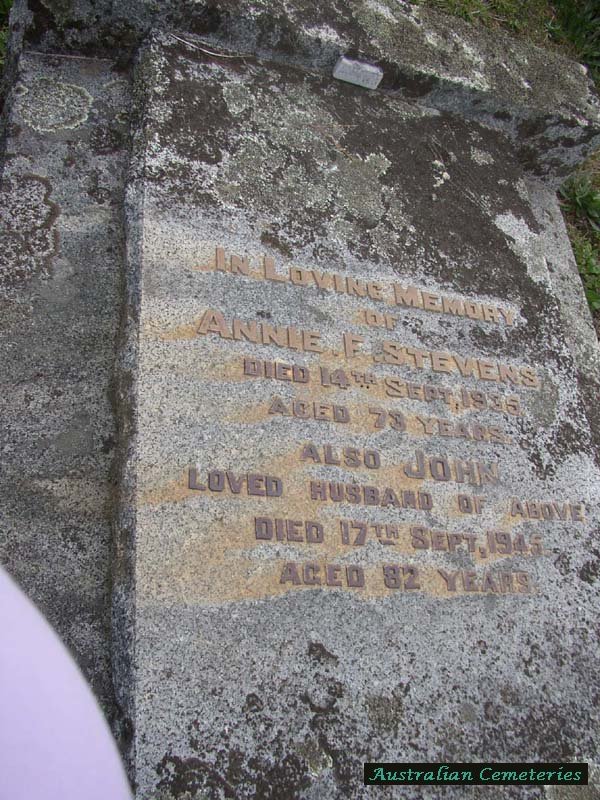 IN LOVING MEMORY
OF
ANNIE. F. STEVENS
DIED 14TH SEPT, 1935.
AGED 73 YEARS.
ALSO JOHN
LOVED HUSBAND OF ABOVE
DIED 17TH SEPT, 1945.
AGED 82 YEARS.
Australian Cemeteries